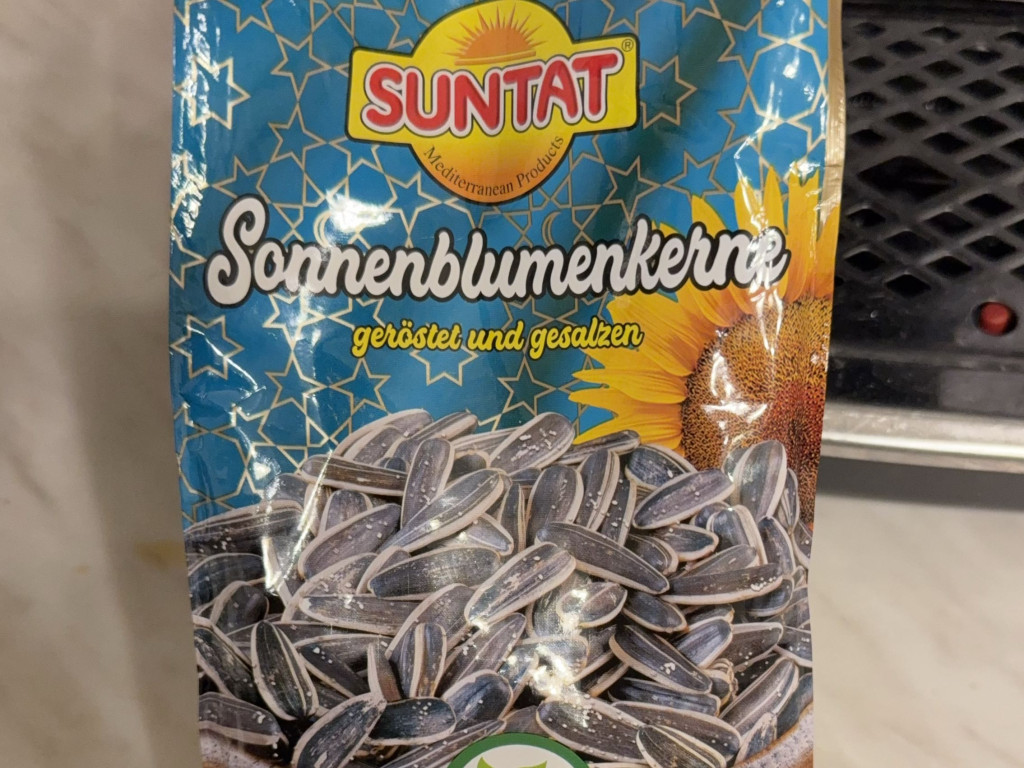 SUNTAT®
Mediterranean Products
Sonnenblumenkerne
geröstet und gesalzen